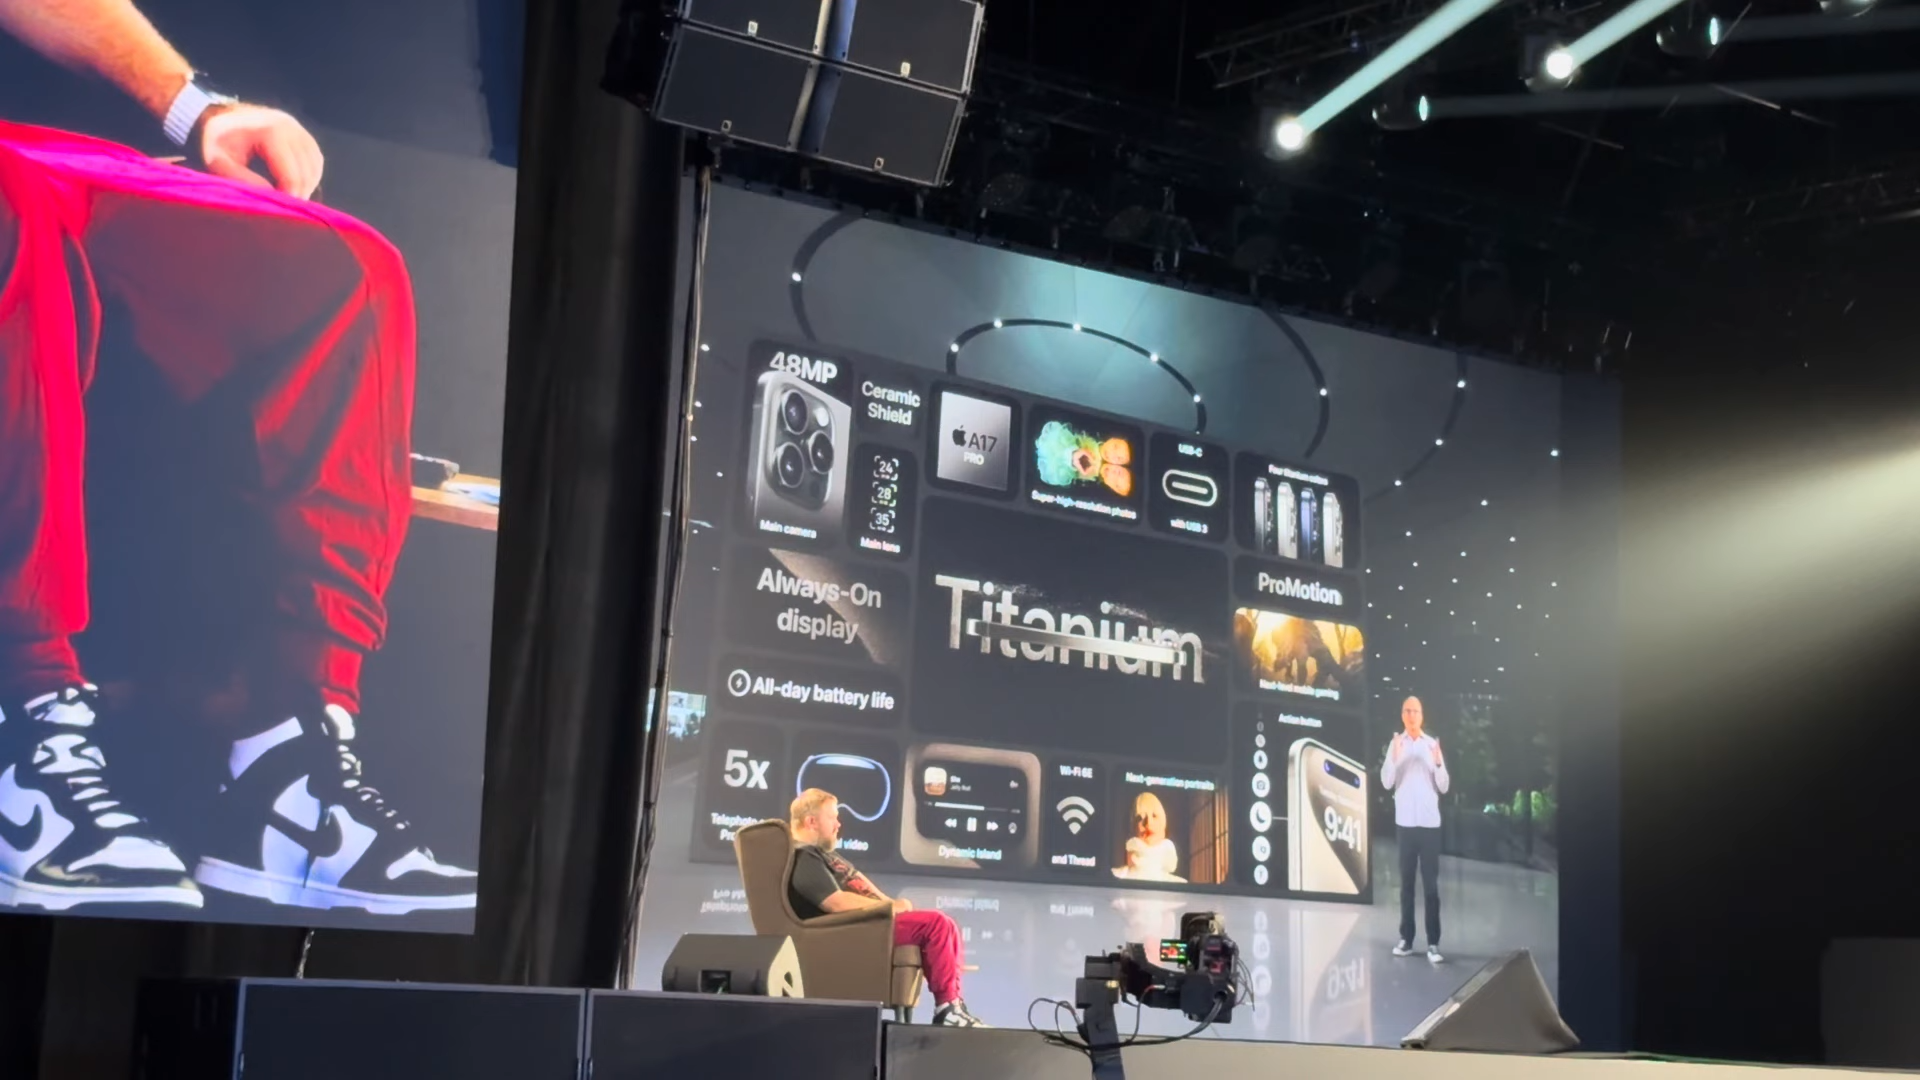 48MP
Main camera
Ceramic
Shield
24
28
35
Main lens
A17
PRO
Super-high-resolution photos
USB-C
with USB 3
Four titanium colors
Always-On
display
Titanium
ProMotion
Next-level mobile gaming
All-day battery life
5x
Telephoto
video
Dynamic Island
Wi-Fi 6E
and Thread
Next-generation portraits
Action button
9:41